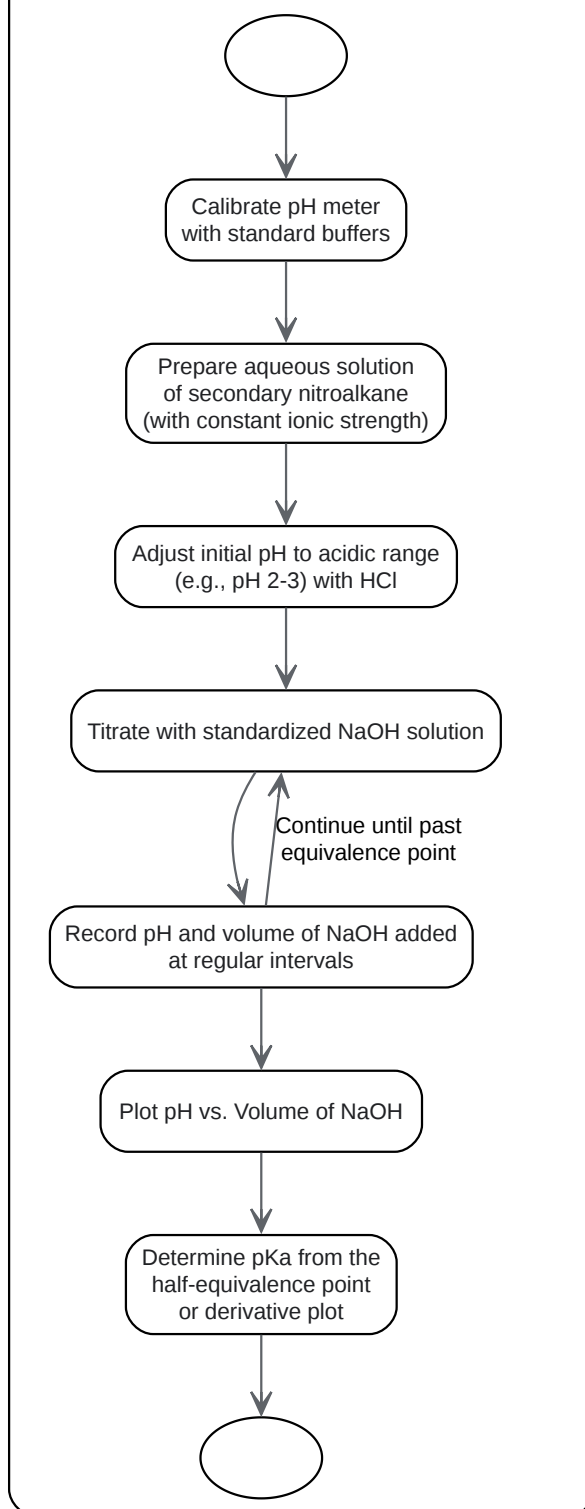 Calibrate pH meter
with standard buffers
Prepare aqueous solution
of secondary nitroalkane
(with constant ionic strength)
Adjust initial pH to acidic range
(e.g., pH 2-3) with HCl
Titrate with standardized NaOH solution
Continue until past
equivalence point
Record pH and volume of NaOH added
at regular intervals
Plot pH vs. Volume of NaOH
Determine pKa from the
half-equivalence point
or derivative plot